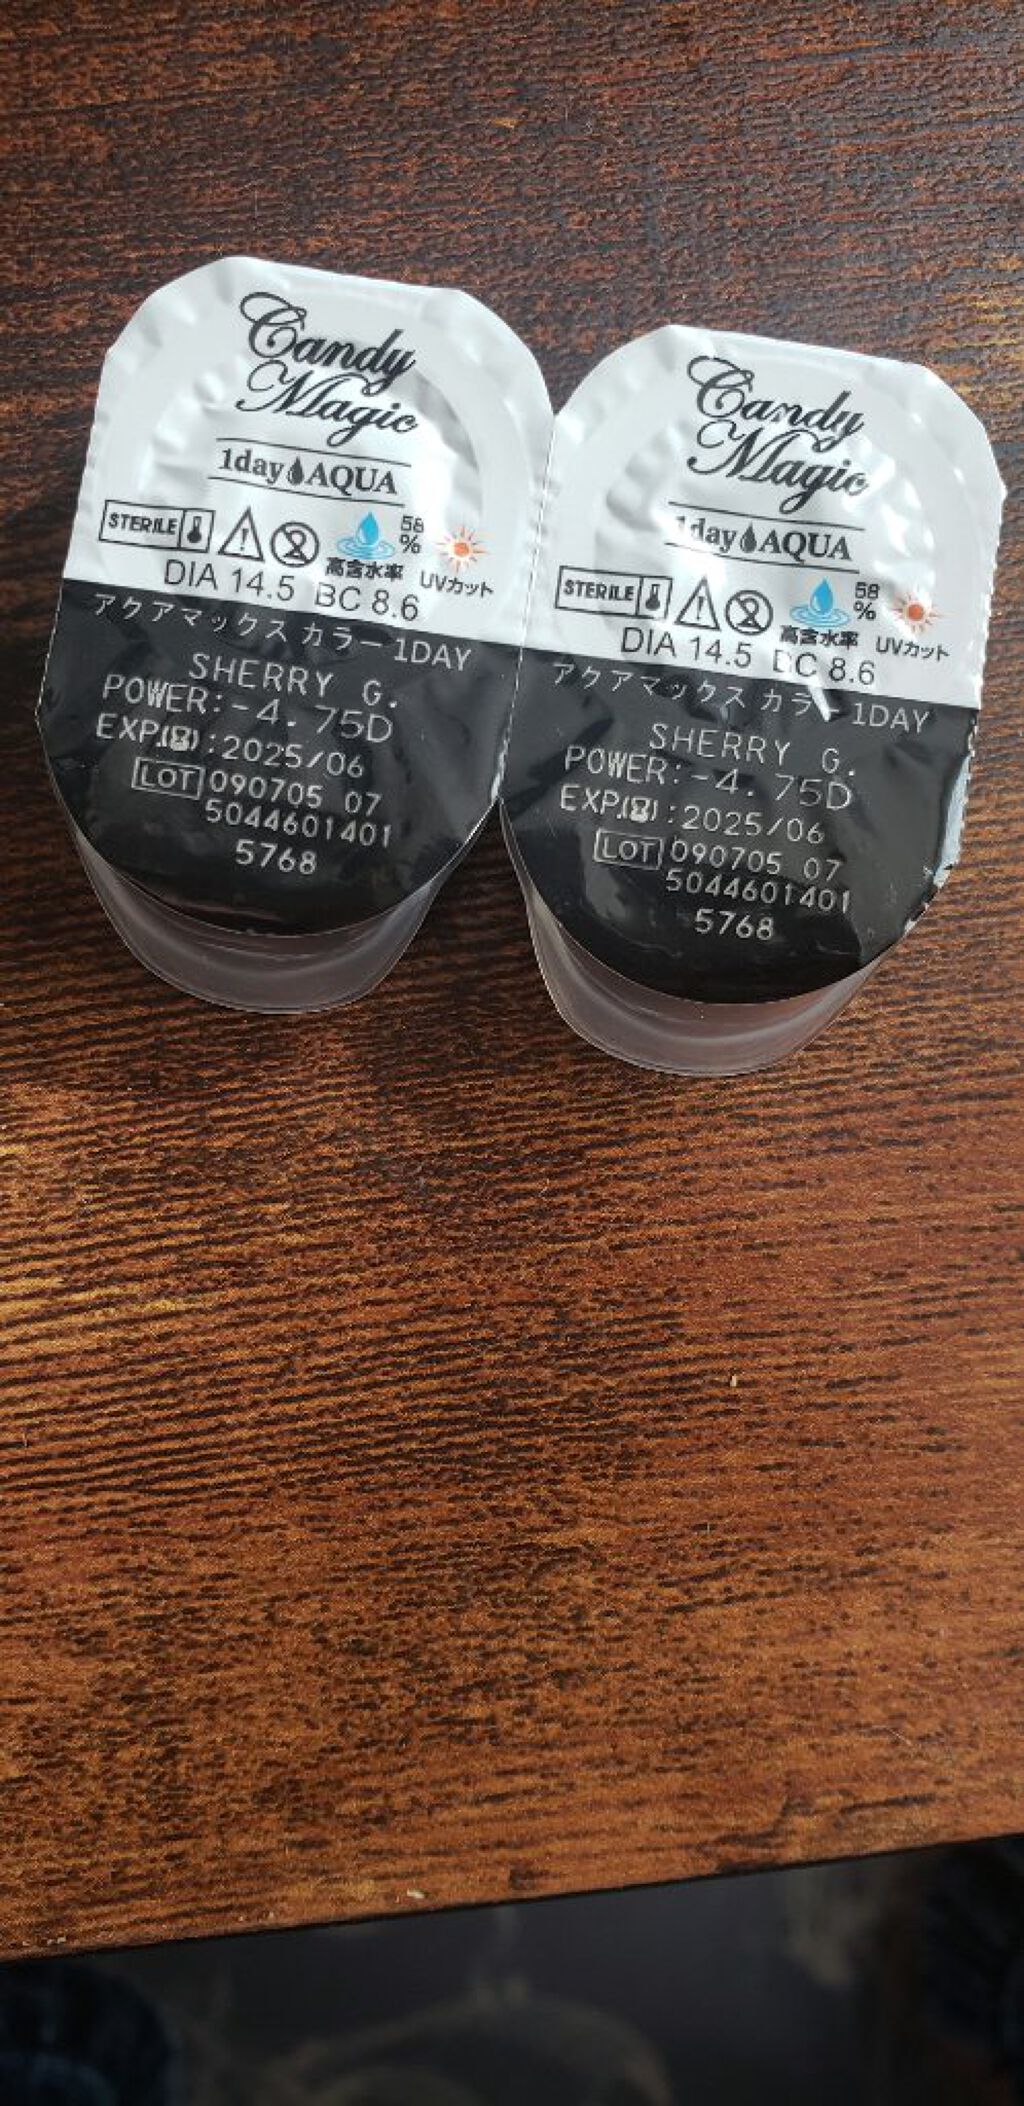 Candy
Magic
1day AQUA
STERILE
58
%
高含水率
UVカット
DIA 14.5 BC 8.6
アクアマックス カラー 1DAY
SHERRY G.
POWER:-4.75D
EXP.:2025/06
LOT 090705 07
5044601401
5768
Candy
Magic
1day AQUA
STERILE
58
%
高含水率
UVカット
DIA 14.5 BC 8.6
アクアマックス カラー 1DAY
SHERRY G.
POWER:-4.75D
EXP.:2025/06
LOT 090705 07
5044601401
5768